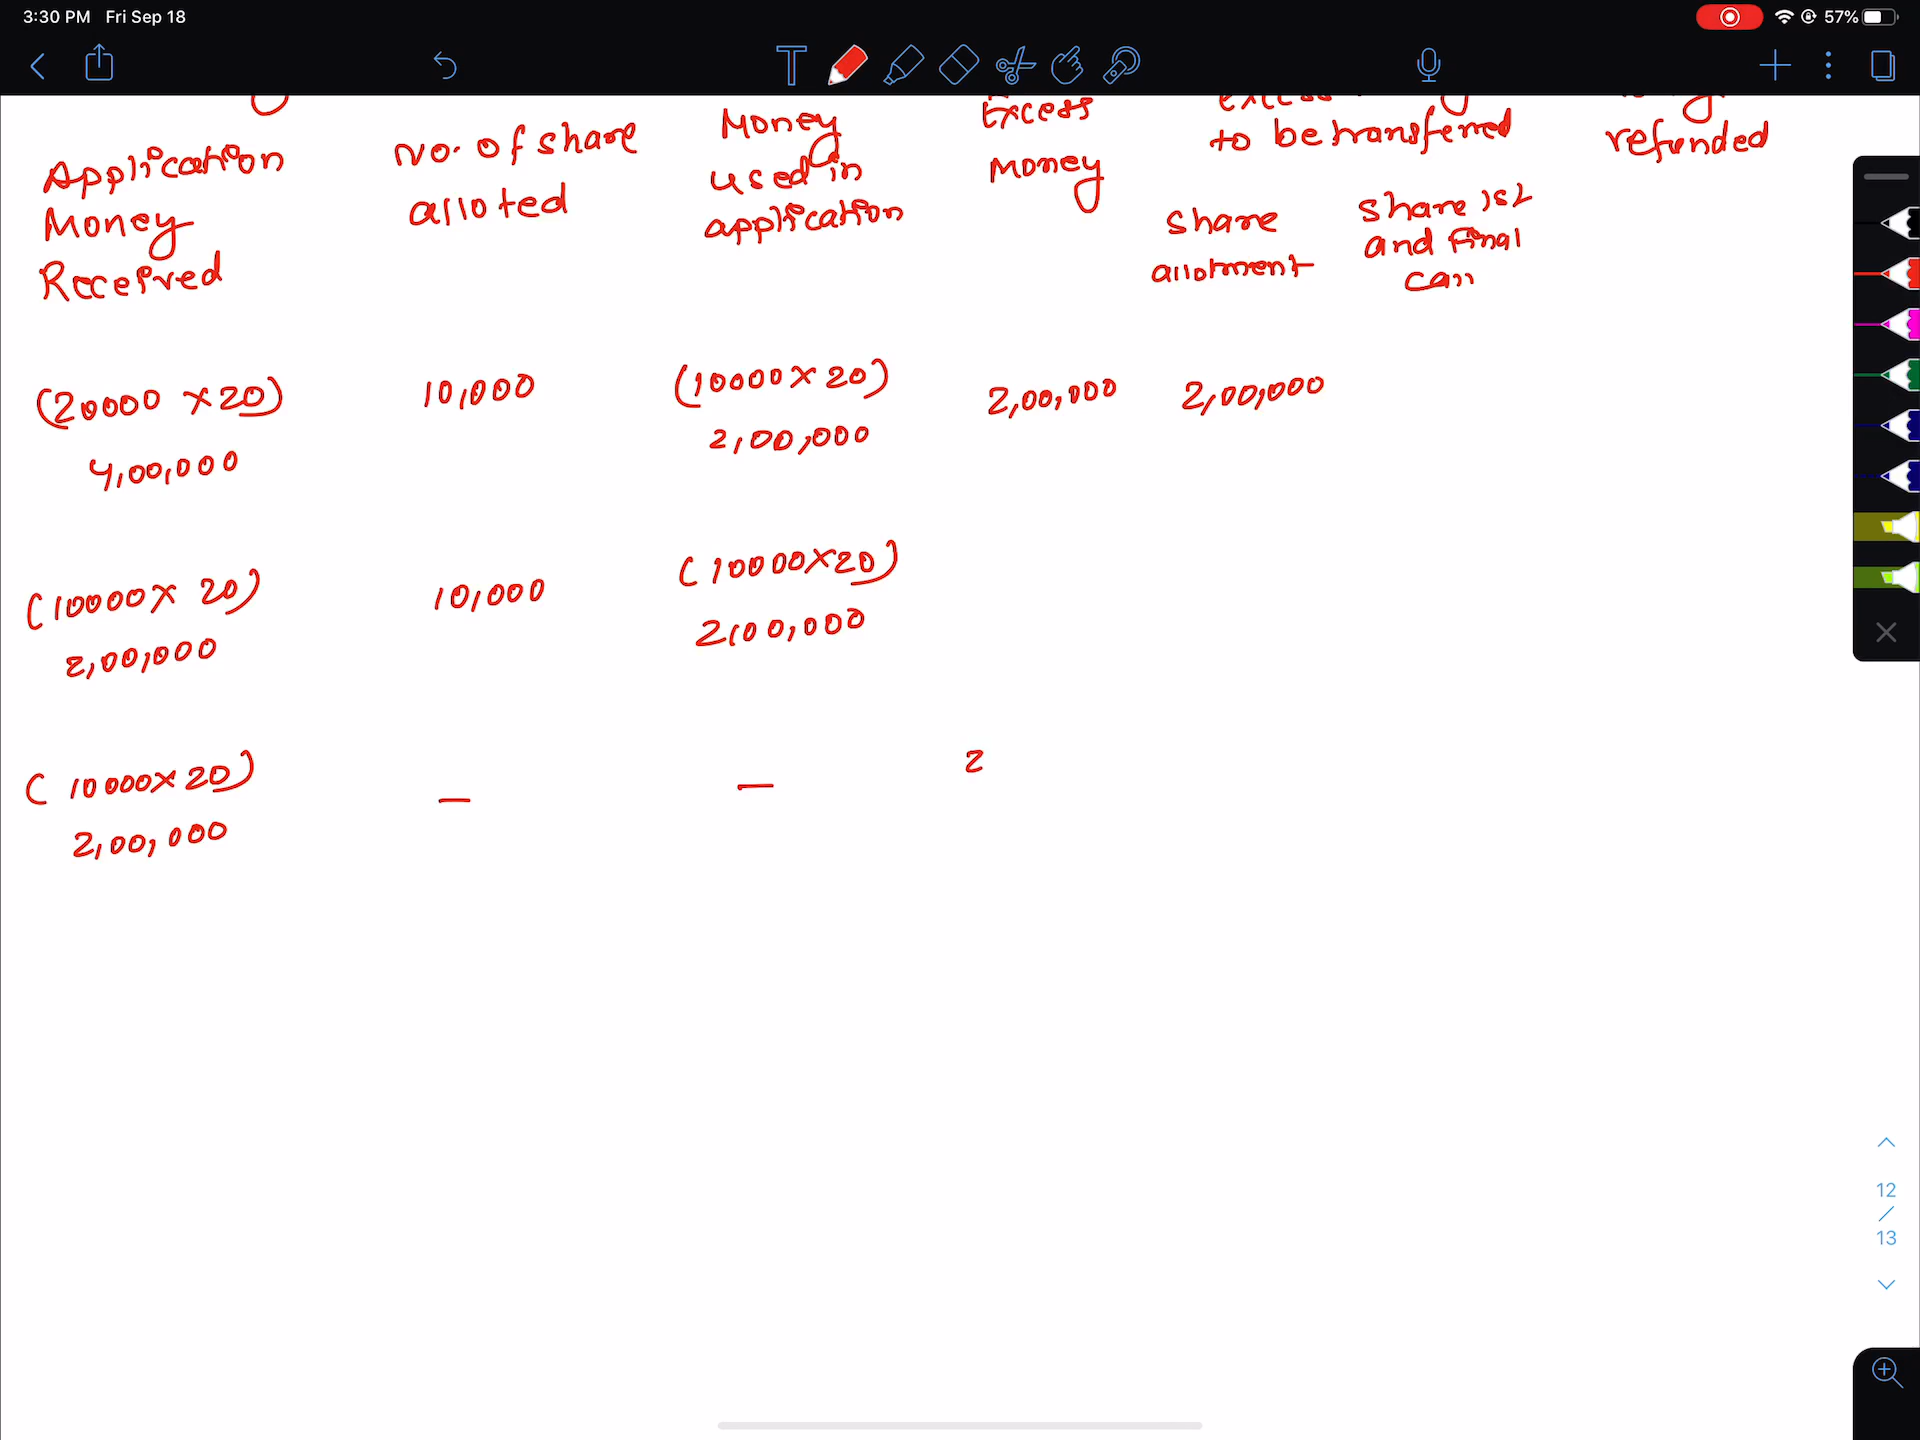 3:30 PM Fri Sep 18
57%
Application
Money
Received
No. of share
alloted
Money
used in
application
Excess
Money
to be transferred
share
allotment
share 1st
and final
call
refunded
(20000 × 20)
4,00,000
10,000
(10000 × 20)
2,00,000
2,00,000
2,00,000
(10000 × 20)
2,00,000
10,000
(10000 × 20)
2,00,000
(10000 × 20)
2,00,000
—
—
2
12
/
13